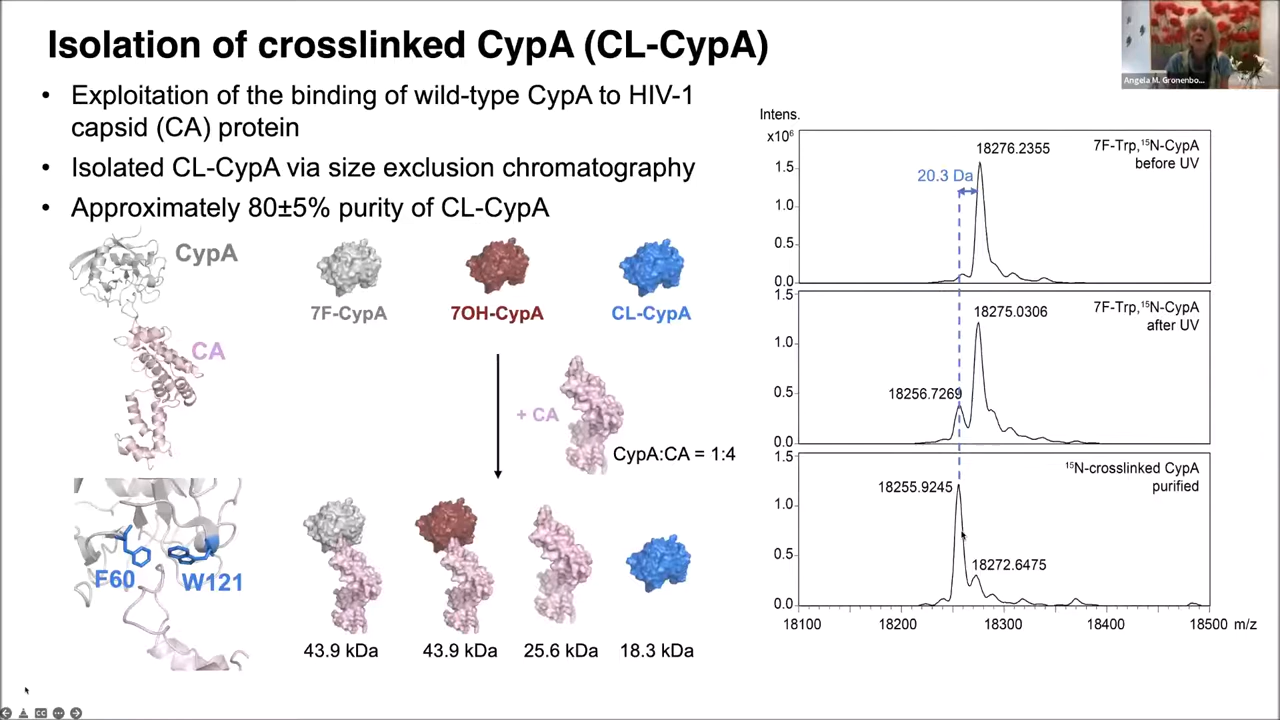 Isolation of crosslinked CypA (CL-CypA)
• Exploitation of the binding of wild-type CypA to HIV-1
capsid (CA) protein
• Isolated CL-CypA via size exclusion chromatography
• Approximately 80±5% purity of CL-CypA
CypA
CA
F60
W121
7F-CypA
7OH-CypA
CL-CypA
+ CA
CypA:CA = 1:4
43.9 kDa
43.9 kDa
25.6 kDa
18.3 kDa
Angela M. Gronenbo...
Intens.
x10⁶
1.5
1.0
0.5
0.0
20.3 Da
18276.2355
7F-Trp,¹⁵N-CypA
before UV
1.5
1.0
0.5
0.0
18256.7269
18275.0306
7F-Trp,¹⁵N-CypA
after UV
1.5
1.0
0.5
0.0
18255.9245
18272.6475
¹⁵N-crosslinked CypA
purified
18100
18200
18300
18400
18500
m/z
CC